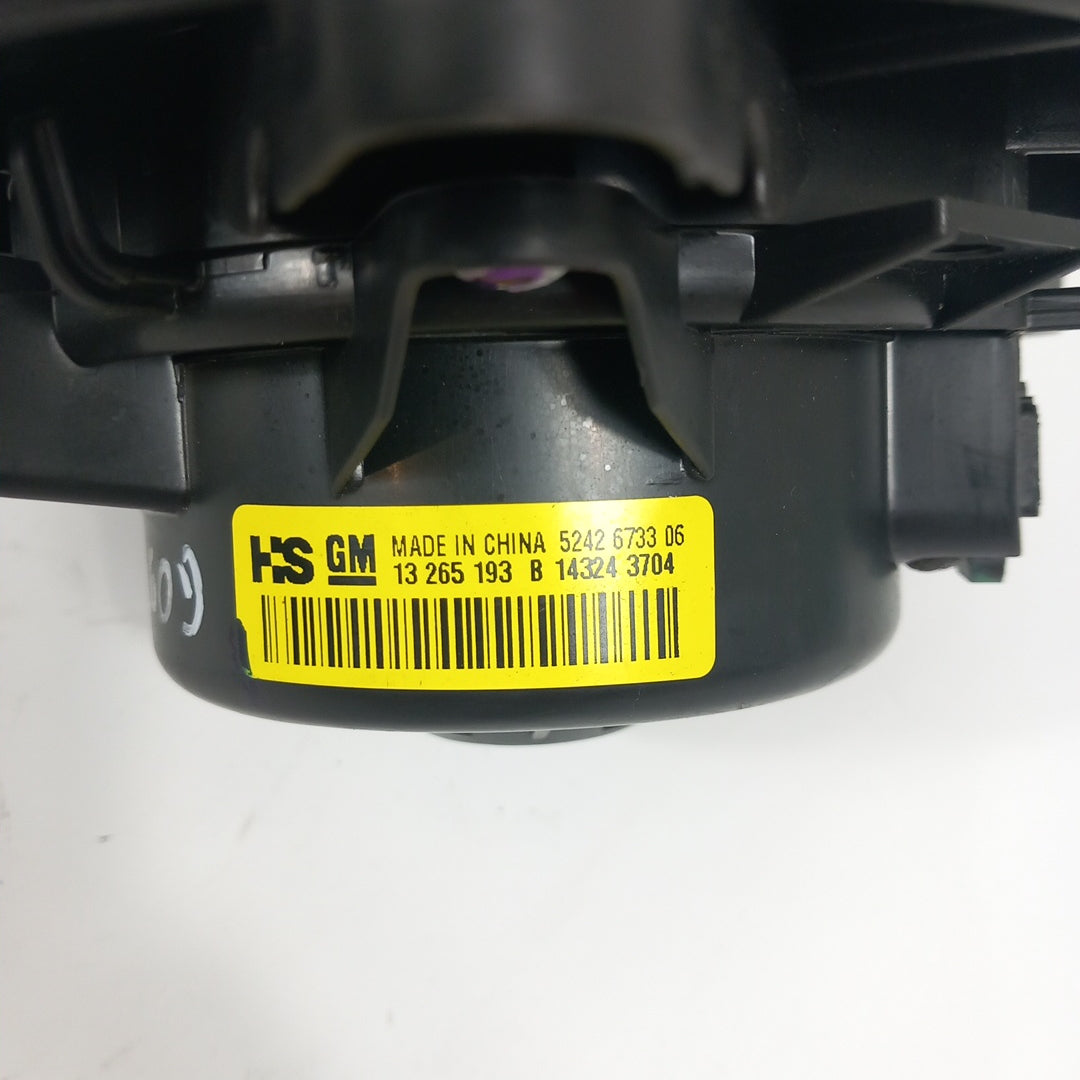 HS GM MADE IN CHINA 5242 6733 06
13 265 193 B 14324 3704